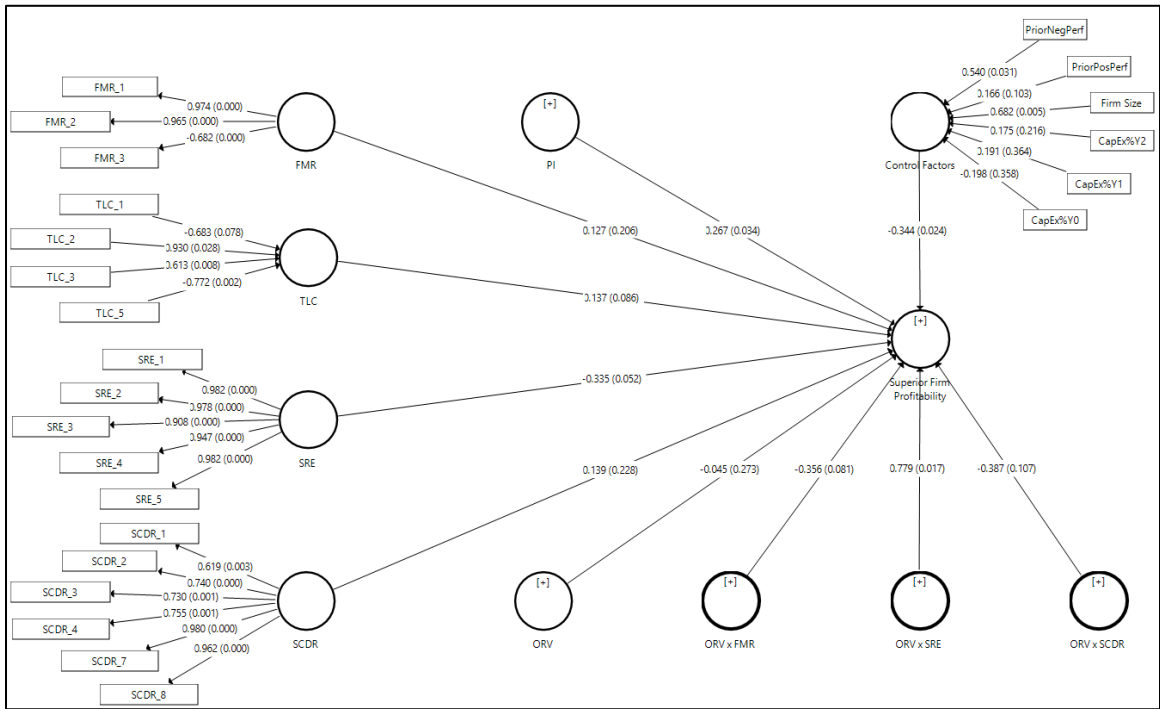 PriorNegPerf
PriorPosPerf
Firm Size
CapEx%Y2
CapEx%Y1
CapEx%Y0
0.540 (0.031)
0.166 (0.103)
0.682 (0.005)
0.175 (0.216)
0.191 (0.364)
-0.198 (0.358)
Control Factors
-0.344 (0.024)
FMR_1
FMR_2
FMR_3
0.974 (0.000)
0.965 (0.000)
-0.682 (0.000)
FMR
0.127 (0.206)
[+]
PI
0.267 (0.034)
TLC_1
TLC_2
TLC_3
TLC_5
-0.683 (0.078)
0.930 (0.028)
0.613 (0.008)
-0.772 (0.002)
TLC
0.137 (0.086)
[+]
Superior Firm
Profitability
SRE_1
SRE_2
SRE_3
SRE_4
SRE_5
0.982 (0.000)
0.978 (0.000)
0.908 (0.000)
0.947 (0.000)
0.982 (0.000)
SRE
-0.335 (0.052)
SCDR_1
SCDR_2
SCDR_3
SCDR_4
SCDR_7
SCDR_8
0.619 (0.003)
0.740 (0.000)
0.730 (0.001)
0.755 (0.001)
0.980 (0.000)
0.962 (0.000)
SCDR
0.139 (0.228)
-0.045 (0.273)
-0.356 (0.081)
0.779 (0.017)
-0.387 (0.107)
[+]
ORV
[+]
ORV x FMR
[+]
ORV x SRE
[+]
ORV x SCDR